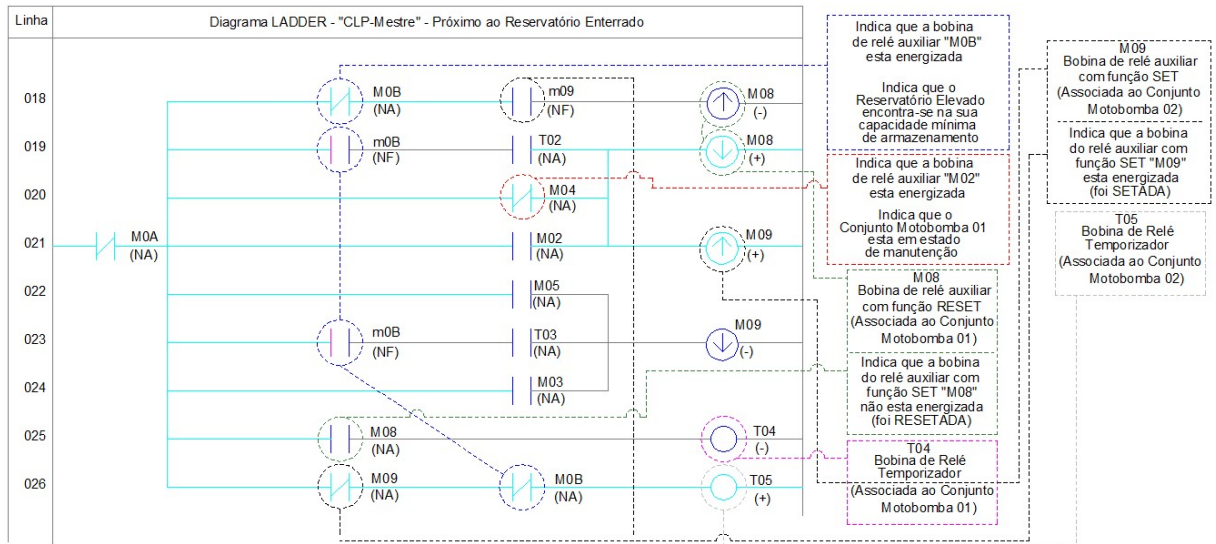 Linha
Diagrama LADDER - "CLP-Mestre" - Próximo ao Reservatório Enterrado
018
M0B
(NA)
m09
(NF)
M08
(-)
019
m0B
(NF)
T02
(NA)
M08
(+)
020
M04
(NA)
021
M0A
(NA)
M02
(NA)
M09
(+)
022
M05
(NA)
023
m0B
(NF)
T03
(NA)
M09
(-)
024
M03
(NA)
025
M08
(NA)
T04
(-)
026
M09
(NA)
M0B
(NA)
T05
(+)
Indica que a bobina
de relé auxiliar "M0B"
esta energizada
Indica que o
Reservatório Elevado
encontra-se na sua
capacidade mínima
de armazenamento
Indica que a bobina
de relé auxiliar "M02"
esta energizada
Indica que o
Conjunto Motobomba 01
esta em estado
de manutenção
M08
Bobina de relé auxiliar
com função RESET
(Associada ao Conjunto
Motobomba 01)
Indica que a bobina
do relé auxiliar com
função SET "M08"
não esta energizada
(foi RESETADA)
T04
Bobina de Relé
Temporizador
(Associada ao Conjunto
Motobomba 01)
M09
Bobina de relé auxiliar
com função SET
(Associada ao Conjunto
Motobomba 02)
Indica que a bobina
do relé auxiliar com
função SET "M09"
esta energizada
(foi SETADA)
T05
Bobina de Relé
Temporizador
(Associada ao Conjunto
Motobomba 02)